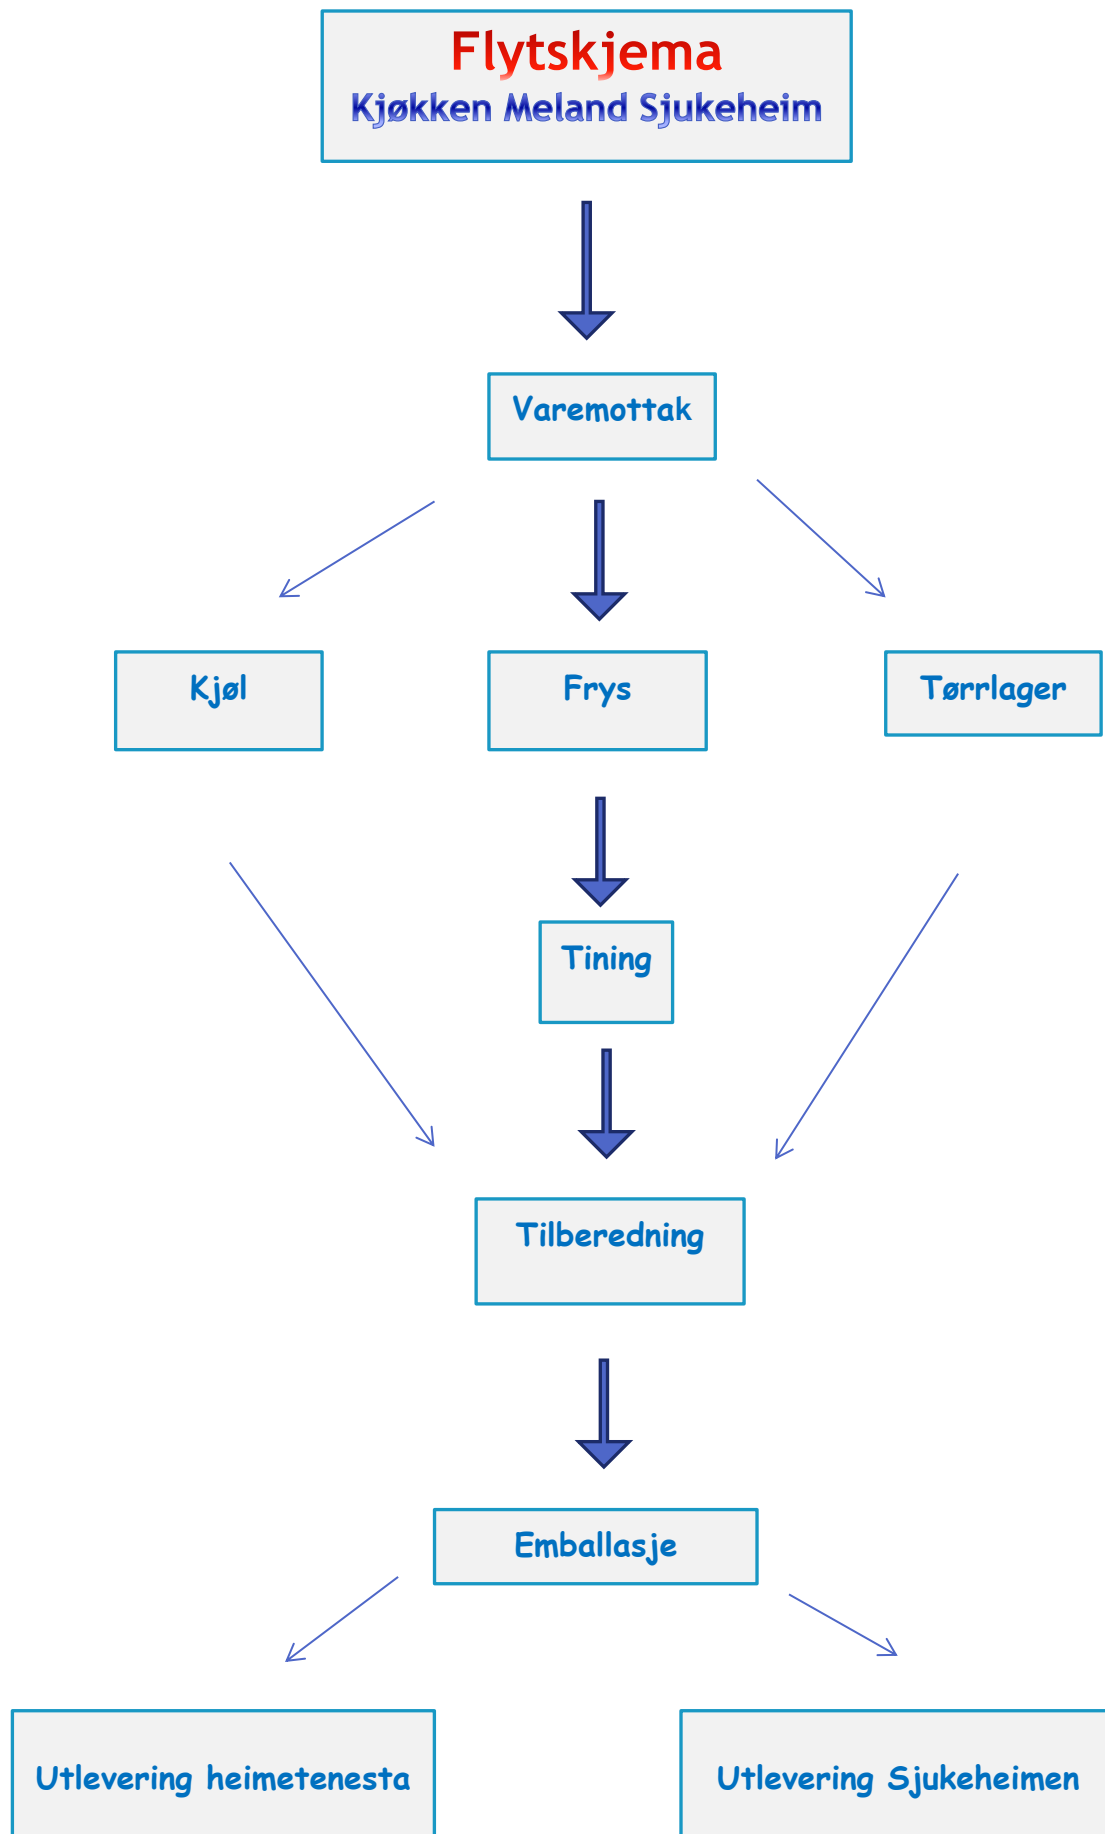 Flytskjema
Kjøkken Meland Sjukeheim
Varemottak
Kjøl
Frys
Tørrlager
Tining
Tilberedning
Emballasje
Utlevering heimetenesta
Utlevering Sjukeheimen